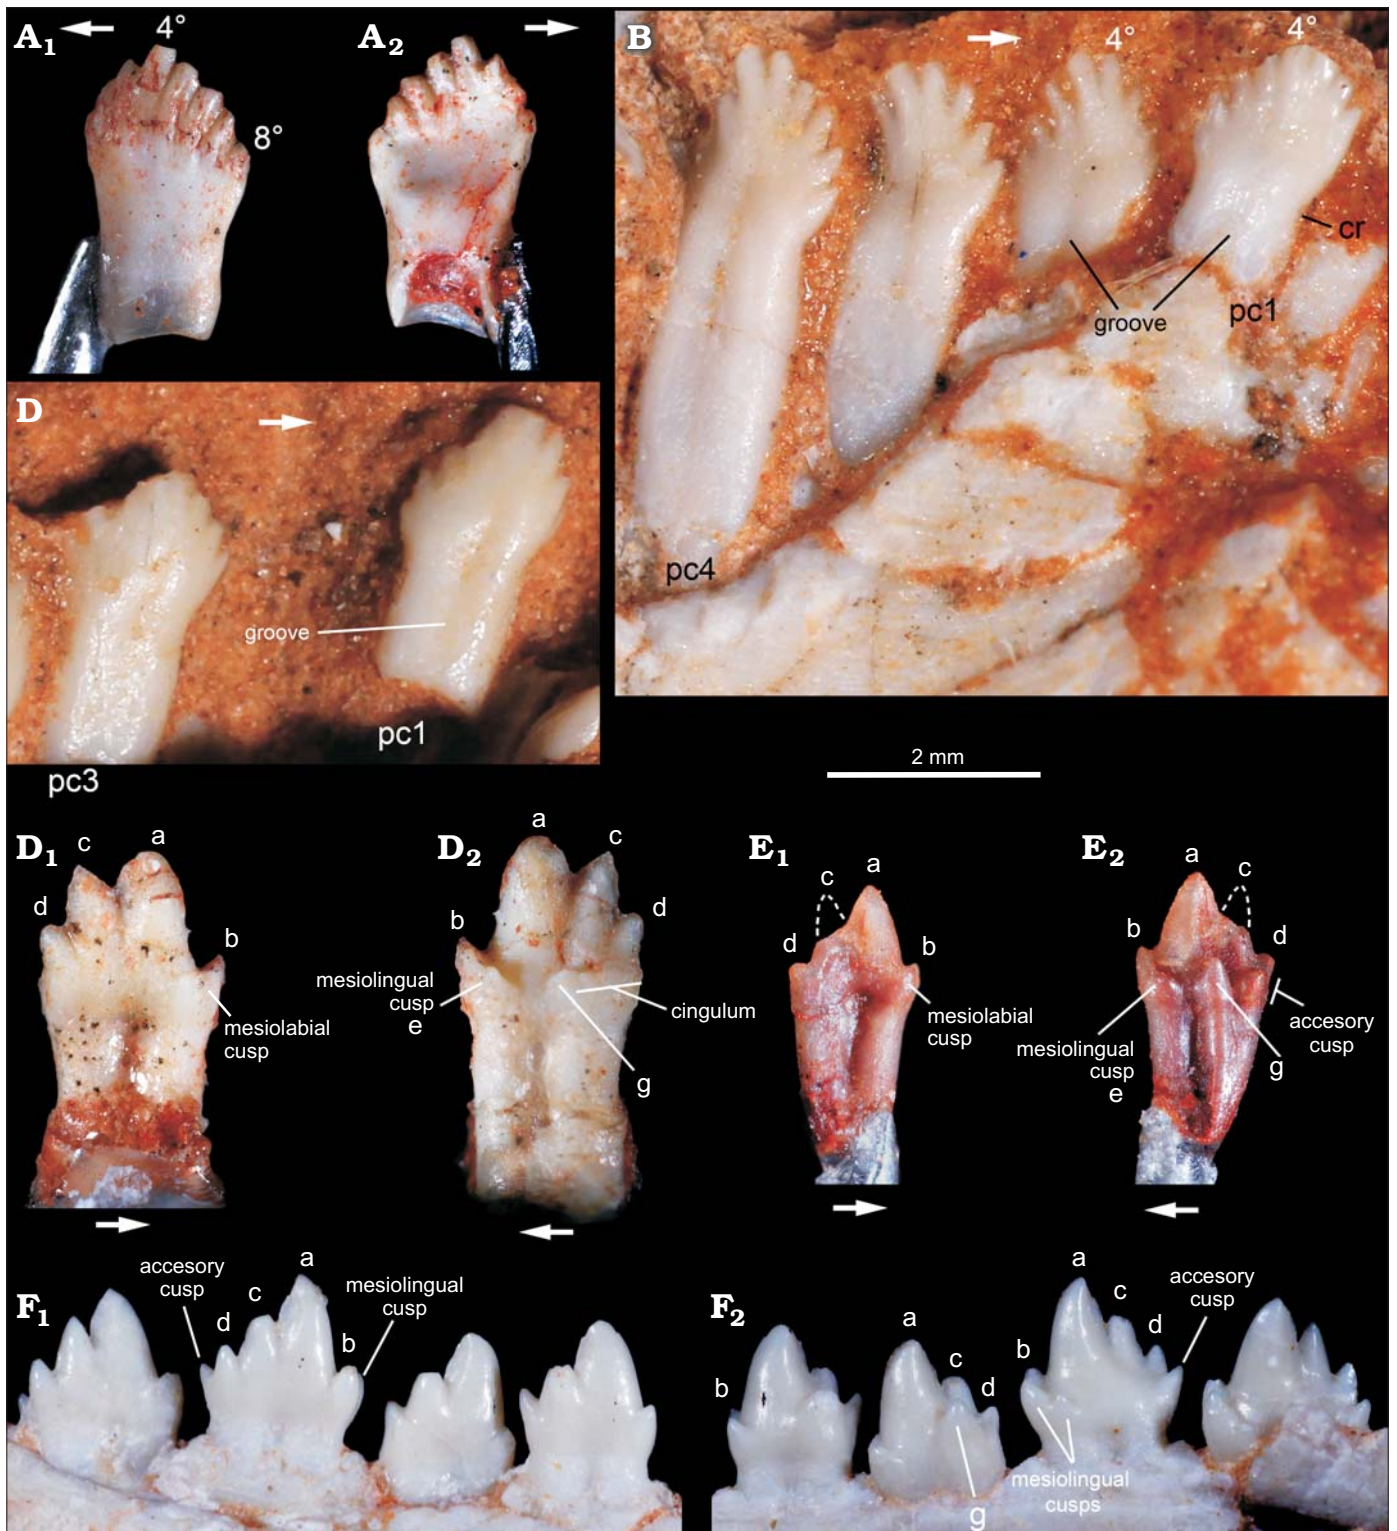 A1
4°
8°
A2
B
4°
4°
cr
groove
pc1
pc4
D
groove
pc1
pc3
2 mm
D1
c
a
d
b
mesiolabial
cusp
D2
a
c
b
d
mesiolingual
cusp
e
cingulum
g
E1
a
c
d
b
mesiolabial
cusp
E2
a
c
b
d
mesiolingual
cusp
e
accesory
cusp
g
F1
accesory
cusp
d
c
a
mesiolingual
cusp
b
F2
b
a
c
d
g
b
a
c
d
accesory
cusp
mesiolingual
cusps